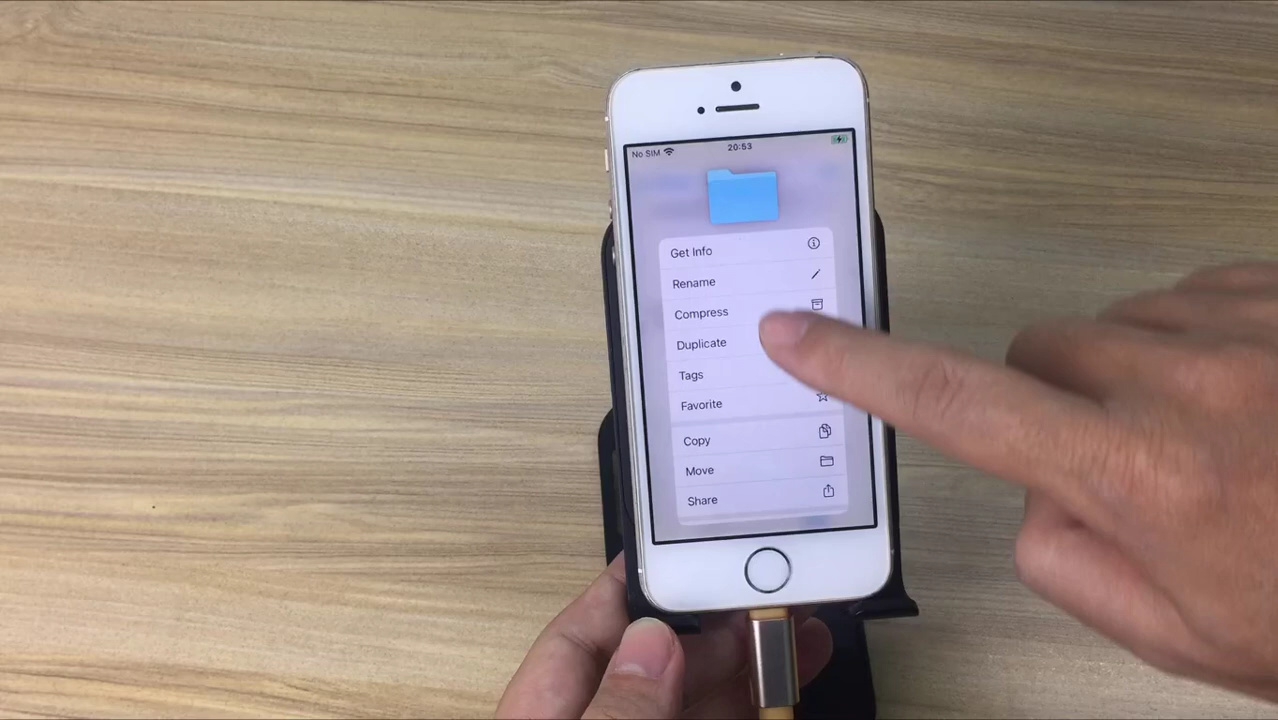 No SIM 20:53
Get Info
Rename
Compress
Duplicate
Tags
Favorite
Copy
Move
Share